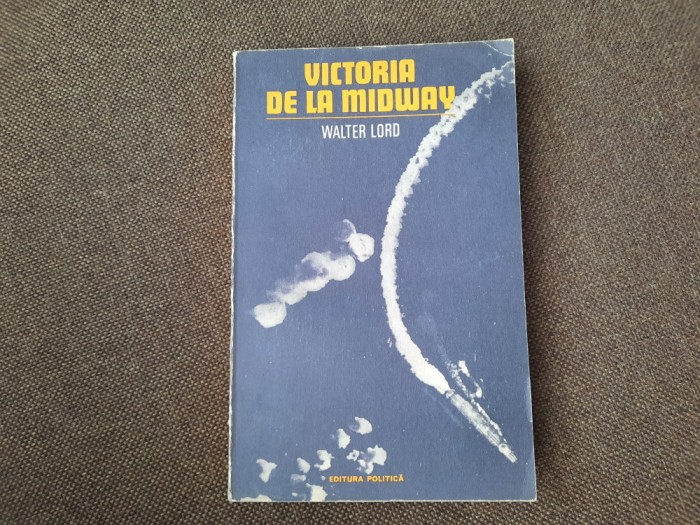 VICTORIA
DE LA MIDWAY
WALTER LORD
EDITURA POLITICĂ